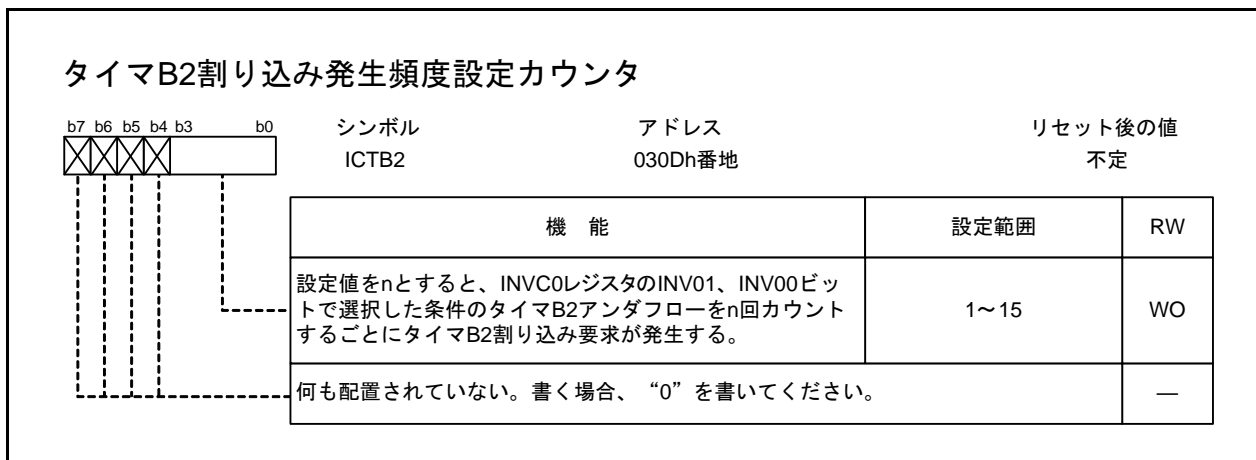 タイマB2割り込み発生頻度設定カウンタ
b7 b6 b5 b4 b3 b0
シンボル アドレス リセット後の値
ICTB2 030Dh番地 不定
機 能 設定範囲 RW
設定値をnとすると、INVC0レジスタのINV01、INV00ビッ
トで選択した条件のタイマB2アンダフローをn回カウント
するごとにタイマB2割り込み要求が発生する。
1～15 WO
何も配置されていない。書く場合、“0”を書いてください。 —